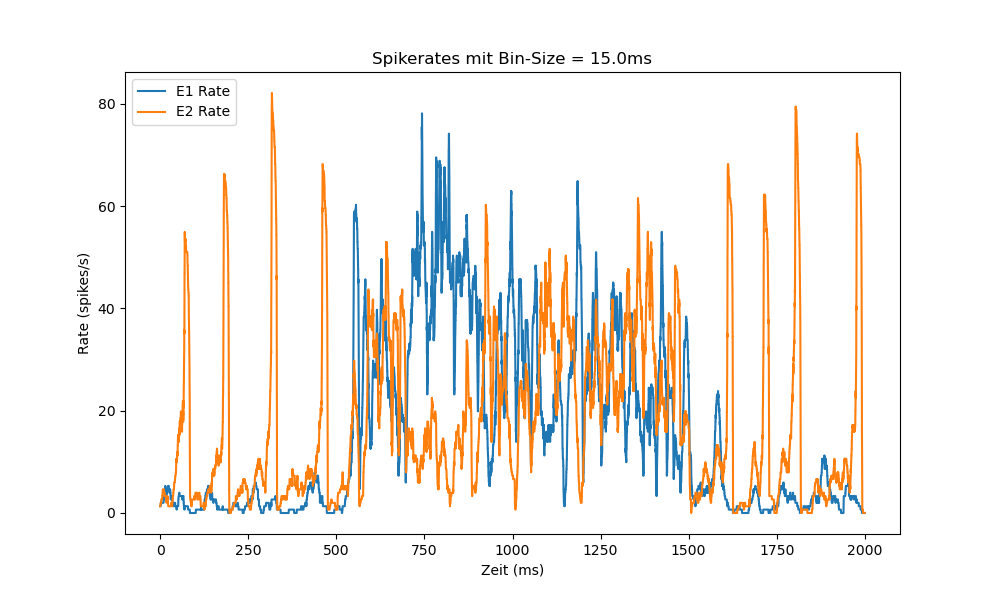 Spikerates mit Bin-Size = 15.0ms
E1 Rate
E2 Rate
80
60
40
20
0
Rate (spikes/s)
0 250 500 750 1000 1250 1500 1750 2000
Zeit (ms)